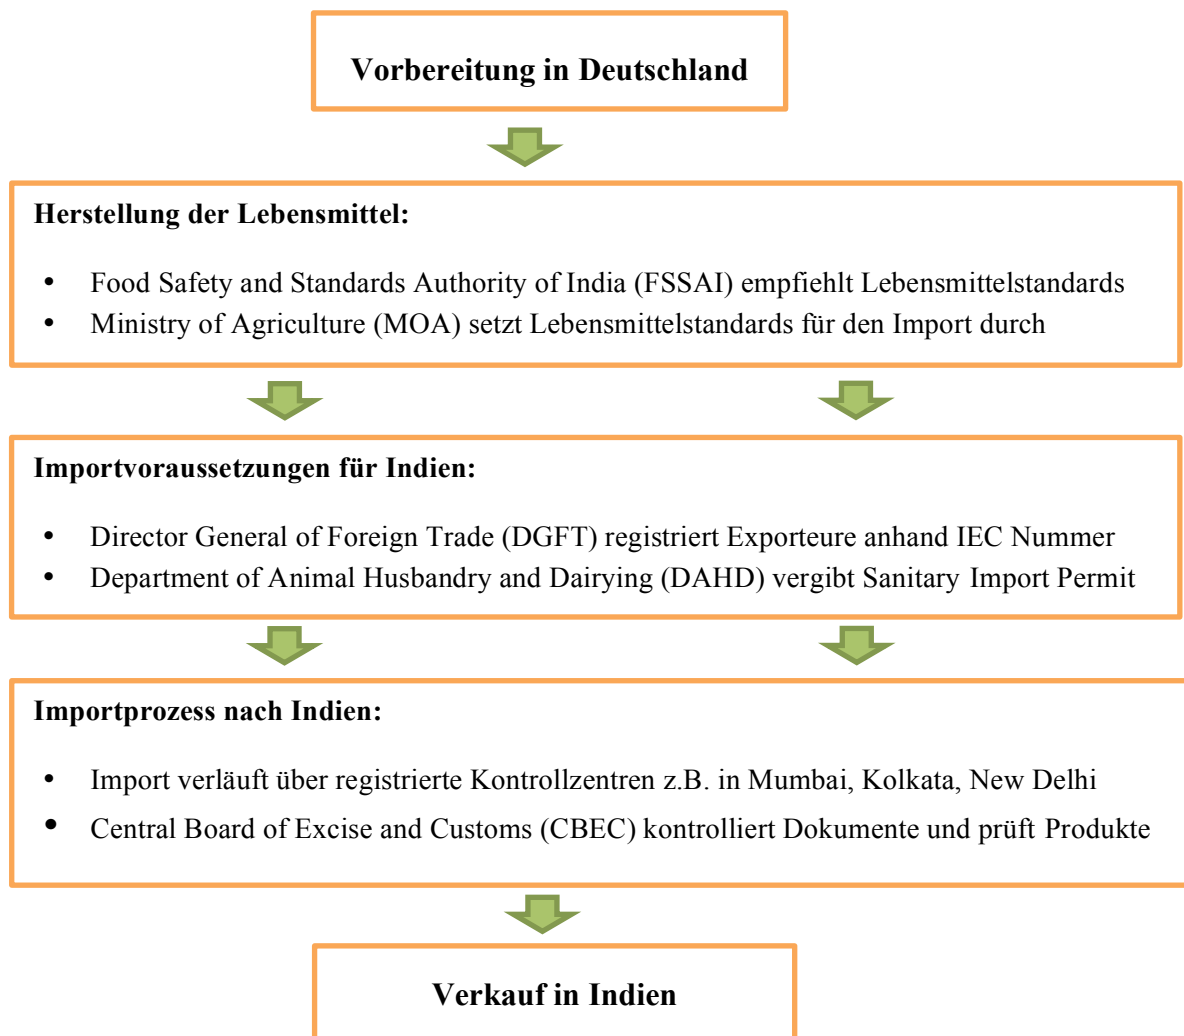 Vorbereitung in Deutschland
Herstellung der Lebensmittel:
• Food Safety and Standards Authority of India (FSSAI) empfiehlt Lebensmittelstandards
• Ministry of Agriculture (MOA) setzt Lebensmittelstandards für den Import durch
Importvoraussetzungen für Indien:
• Director General of Foreign Trade (DGFT) registriert Exporteure anhand IEC Nummer
• Department of Animal Husbandry and Dairying (DAHD) vergibt Sanitary Import Permit
Importprozess nach Indien:
• Import verläuft über registrierte Kontrollzentren z.B. in Mumbai, Kolkata, New Delhi
• Central Board of Excise and Customs (CBEC) kontrolliert Dokumente und prüft Produkte
Verkauf in Indien